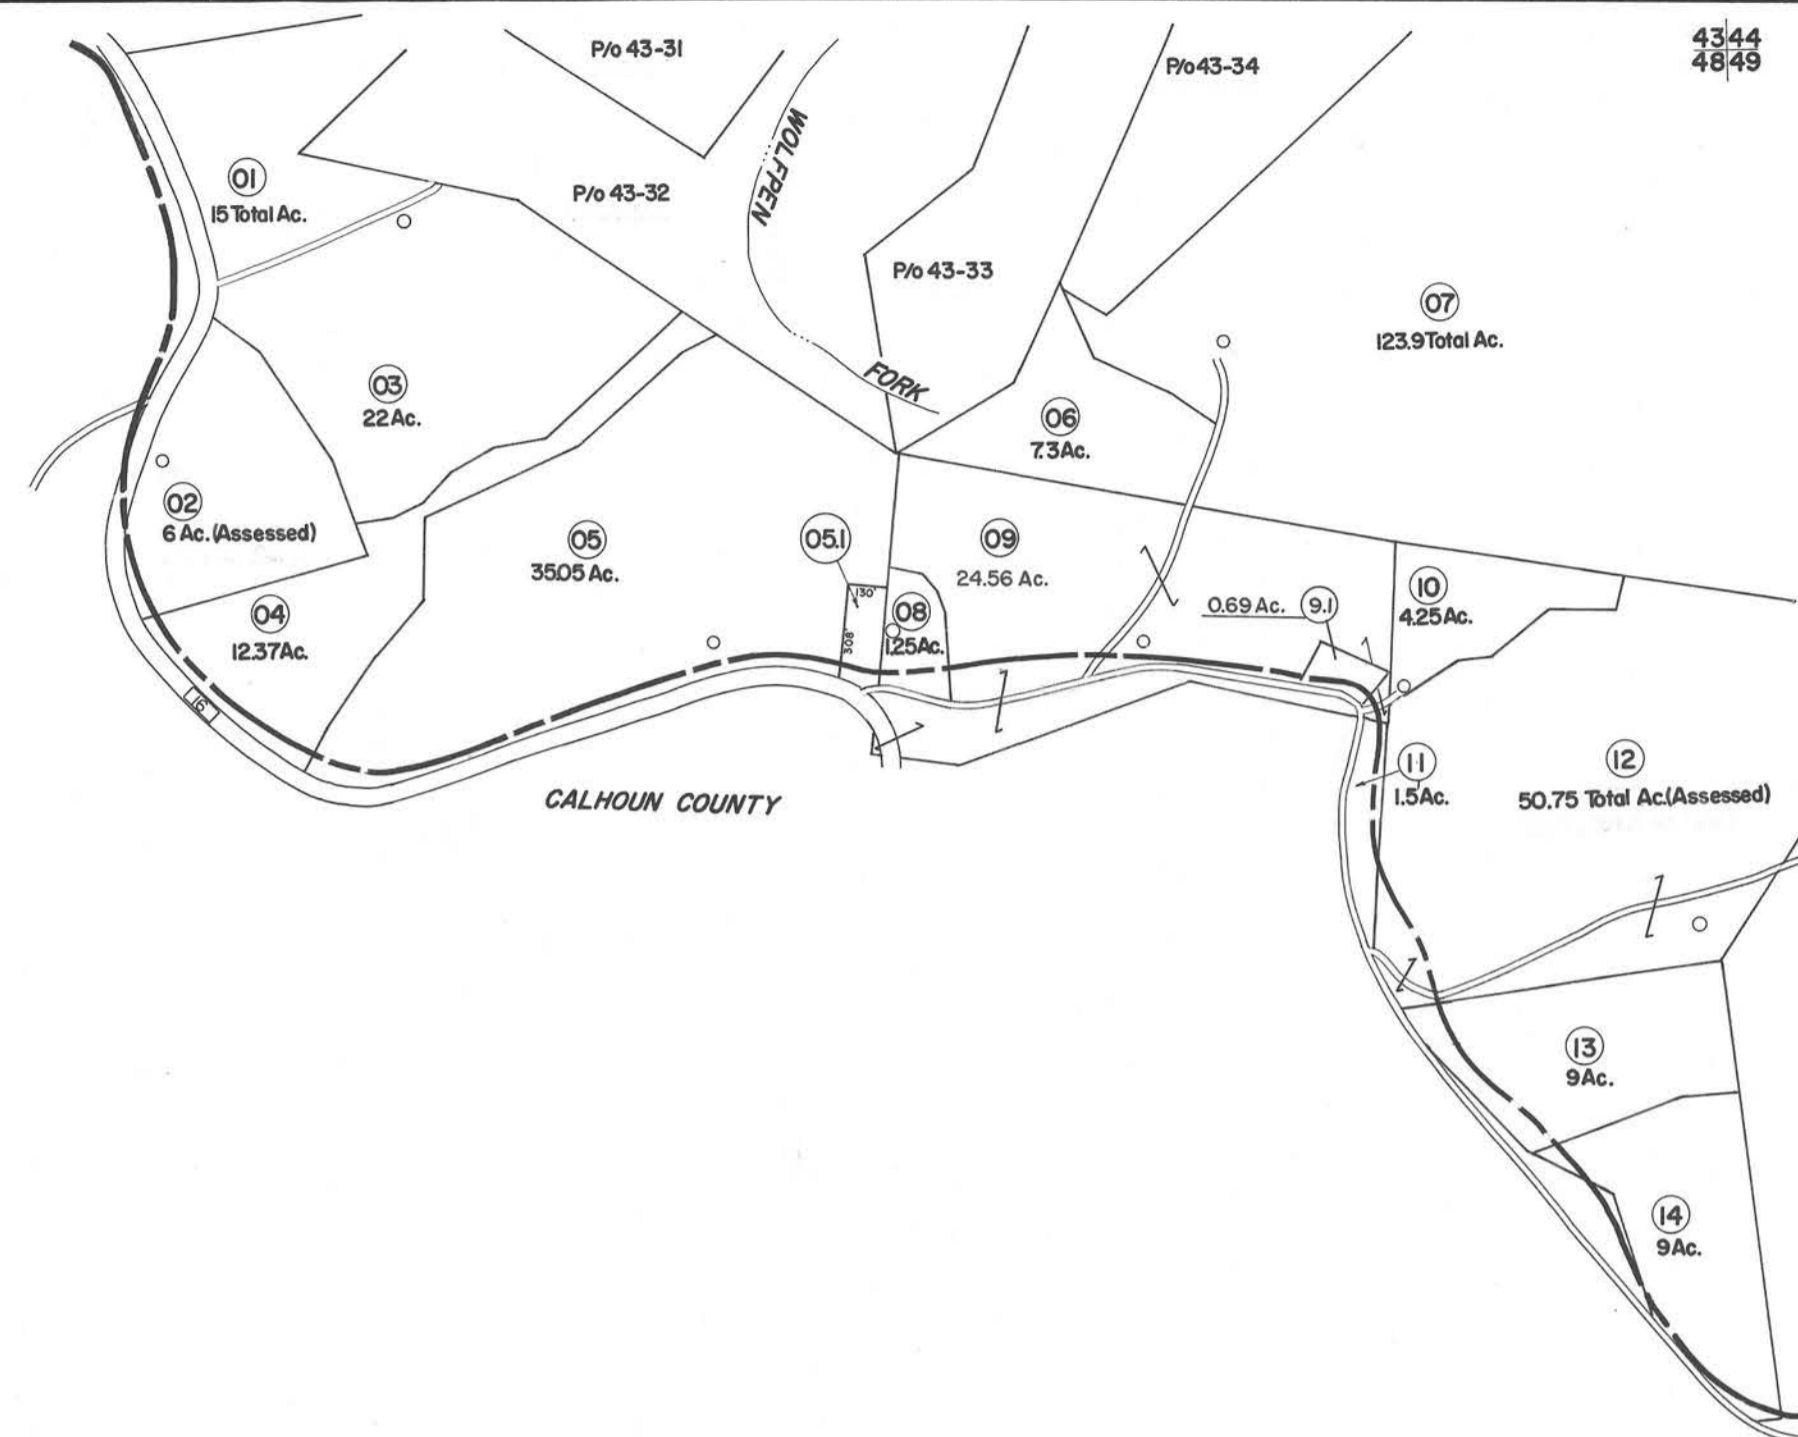 43 44
48 49
P/o 43-31
P/o 43-34
WOLFPEN
01
15 Total Ac.
P/o 43-32
P/o 43-33
07
123.9 Total Ac.
FORK
03
22 Ac.
06
7.3 Ac.
02
6 Ac. (Assessed)
05
35.05 Ac.
05.1
09
24.56 Ac.
130'
308'
08
1.25 Ac.
0.69 Ac.
9.1
10
4.25 Ac.
04
12.37 Ac.
16
CALHOUN COUNTY
11
1.5 Ac.
12
50.75 Total Ac. (Assessed)
13
9 Ac.
14
9 Ac.